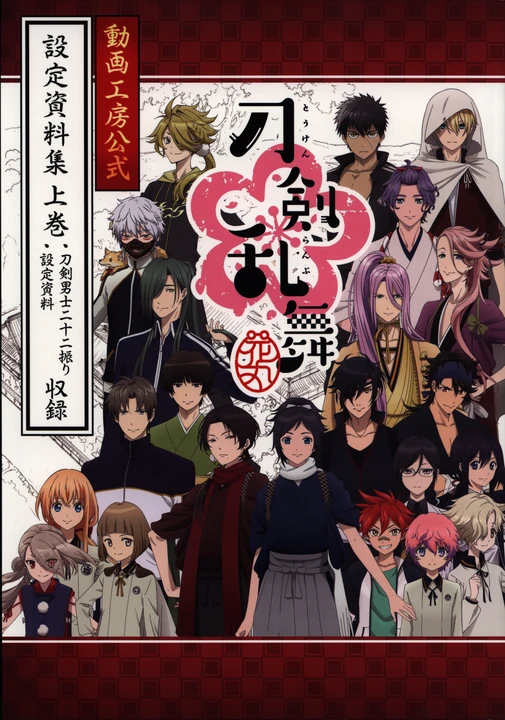 動画工房公式
設定資料集 上巻
・刀剣男士二十二振り
・設定資料
収録
刀剣乱舞
とうけん
らんぶ
花丸